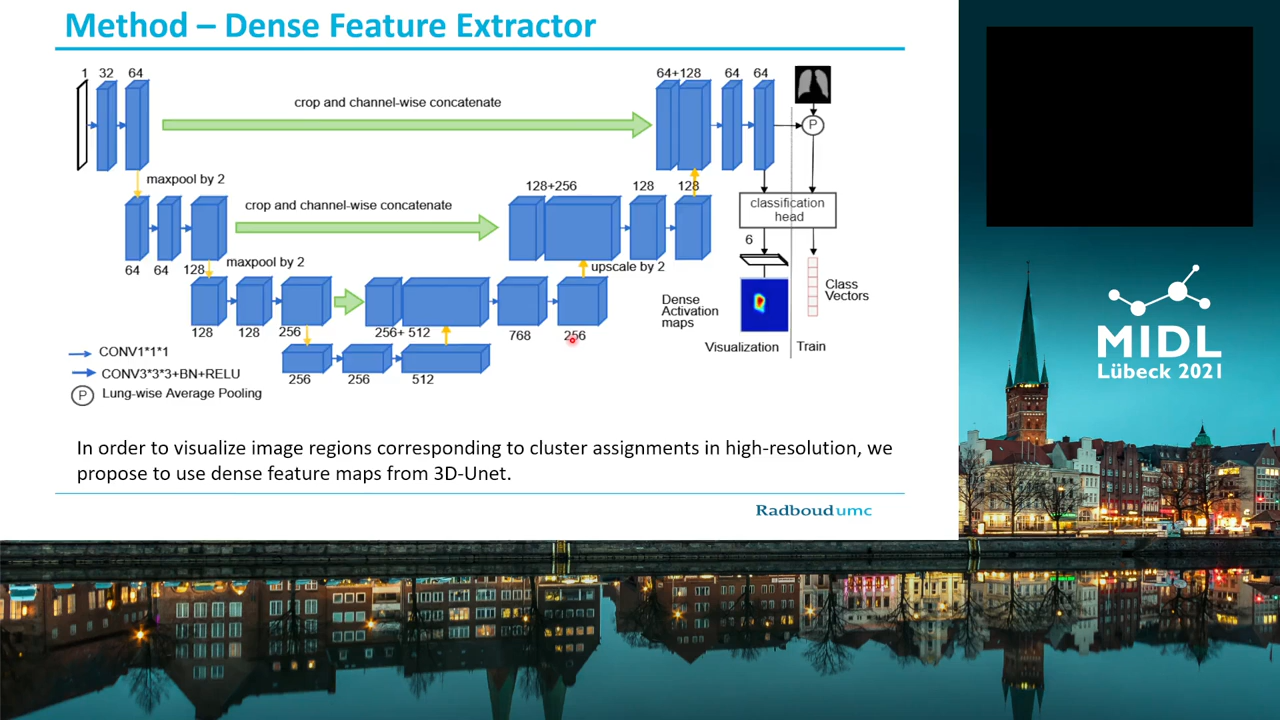 Method – Dense Feature Extractor
1 32 64
64+128 64 64
crop and channel-wise concatenate
P
maxpool by 2
128+256 128 128
crop and channel-wise concatenate
classification
head
64 64 128
maxpool by 2
upscale by 2
6
Dense
Activation
maps
Class
Vectors
128 128 256
256+ 512
768
256
Visualization
Train
CONV1*1*1
CONV3*3*3+BN+RELU
256 256 512
P Lung-wise Average Pooling
In order to visualize image regions corresponding to cluster assignments in high-resolution, we
propose to use dense feature maps from 3D-Unet.
Radboudumc
MIDL
Lübeck 2021